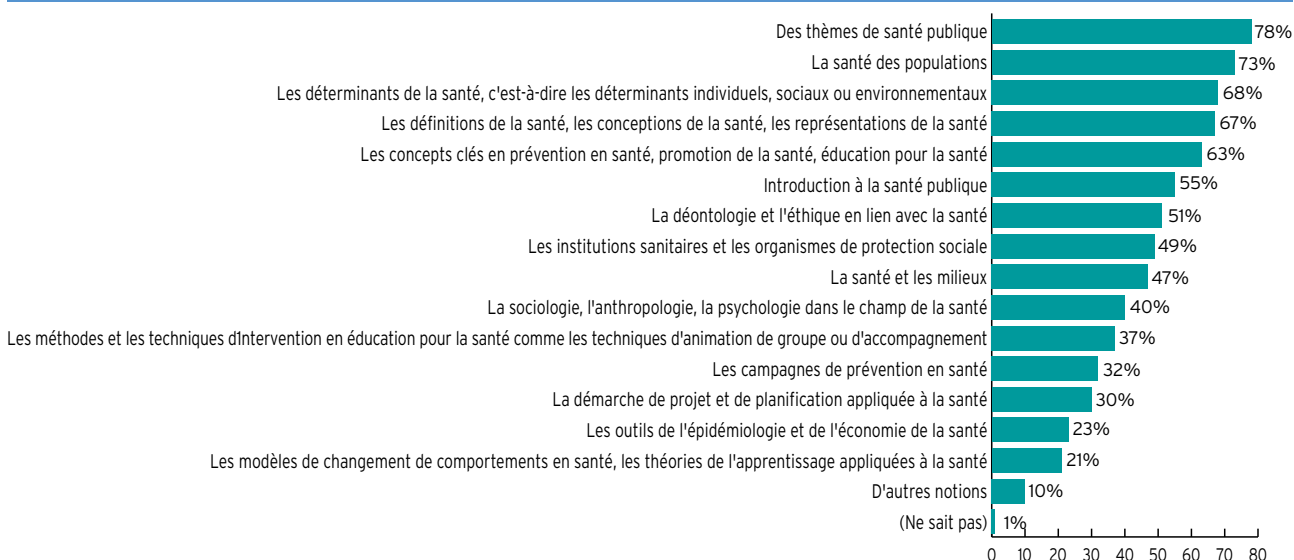 Des thèmes de santé publique 78%
La santé des populations 73%
Les déterminants de la santé, c'est-à-dire les déterminants individuels, sociaux ou environnementaux 68%
Les définitions de la santé, les conceptions de la santé, les représentations de la santé 67%
Les concepts clés en prévention en santé, promotion de la santé, éducation pour la santé 63%
Introduction à la santé publique 55%
La déontologie et l'éthique en lien avec la santé 51%
Les institutions sanitaires et les organismes de protection sociale 49%
La santé et les milieux 47%
La sociologie, l'anthropologie, la psychologie dans le champ de la santé 40%
Les méthodes et les techniques d'intervention en éducation pour la santé comme les techniques d'animation de groupe ou d'accompagnement 37%
Les campagnes de prévention en santé 32%
La démarche de projet et de planification appliquée à la santé 30%
Les outils de l'épidémiologie et de l'économie de la santé 23%
Les modèles de changement de comportements en santé, les théories de l'apprentissage appliquées à la santé 21%
D'autres notions 10%
(Ne sait pas) 1%
0 10 20 30 40 50 60 70 80